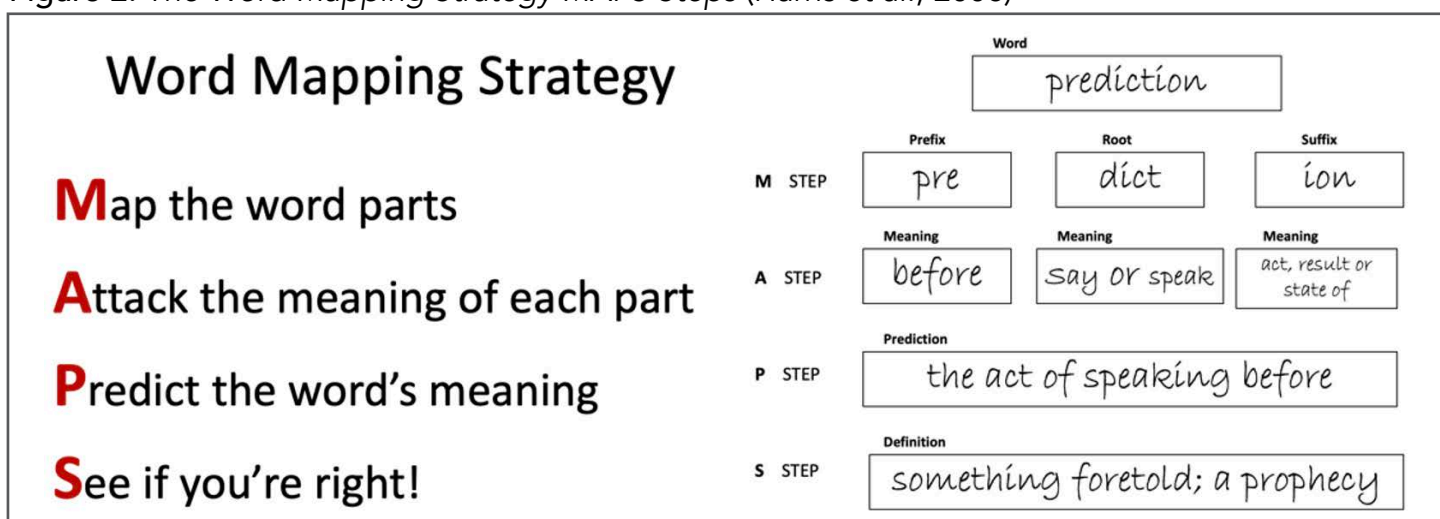 Word Mapping Strategy
Map the word parts
Attack the meaning of each part
Predict the word's meaning
See if you're right!
Word
prediction
Prefix Root Suffix
M STEP pre dict ion
Meaning Meaning Meaning
A STEP before say or speak act, result or
state of
Prediction
P STEP the act of speaking before
Definition
S STEP something foretold; a prophecy